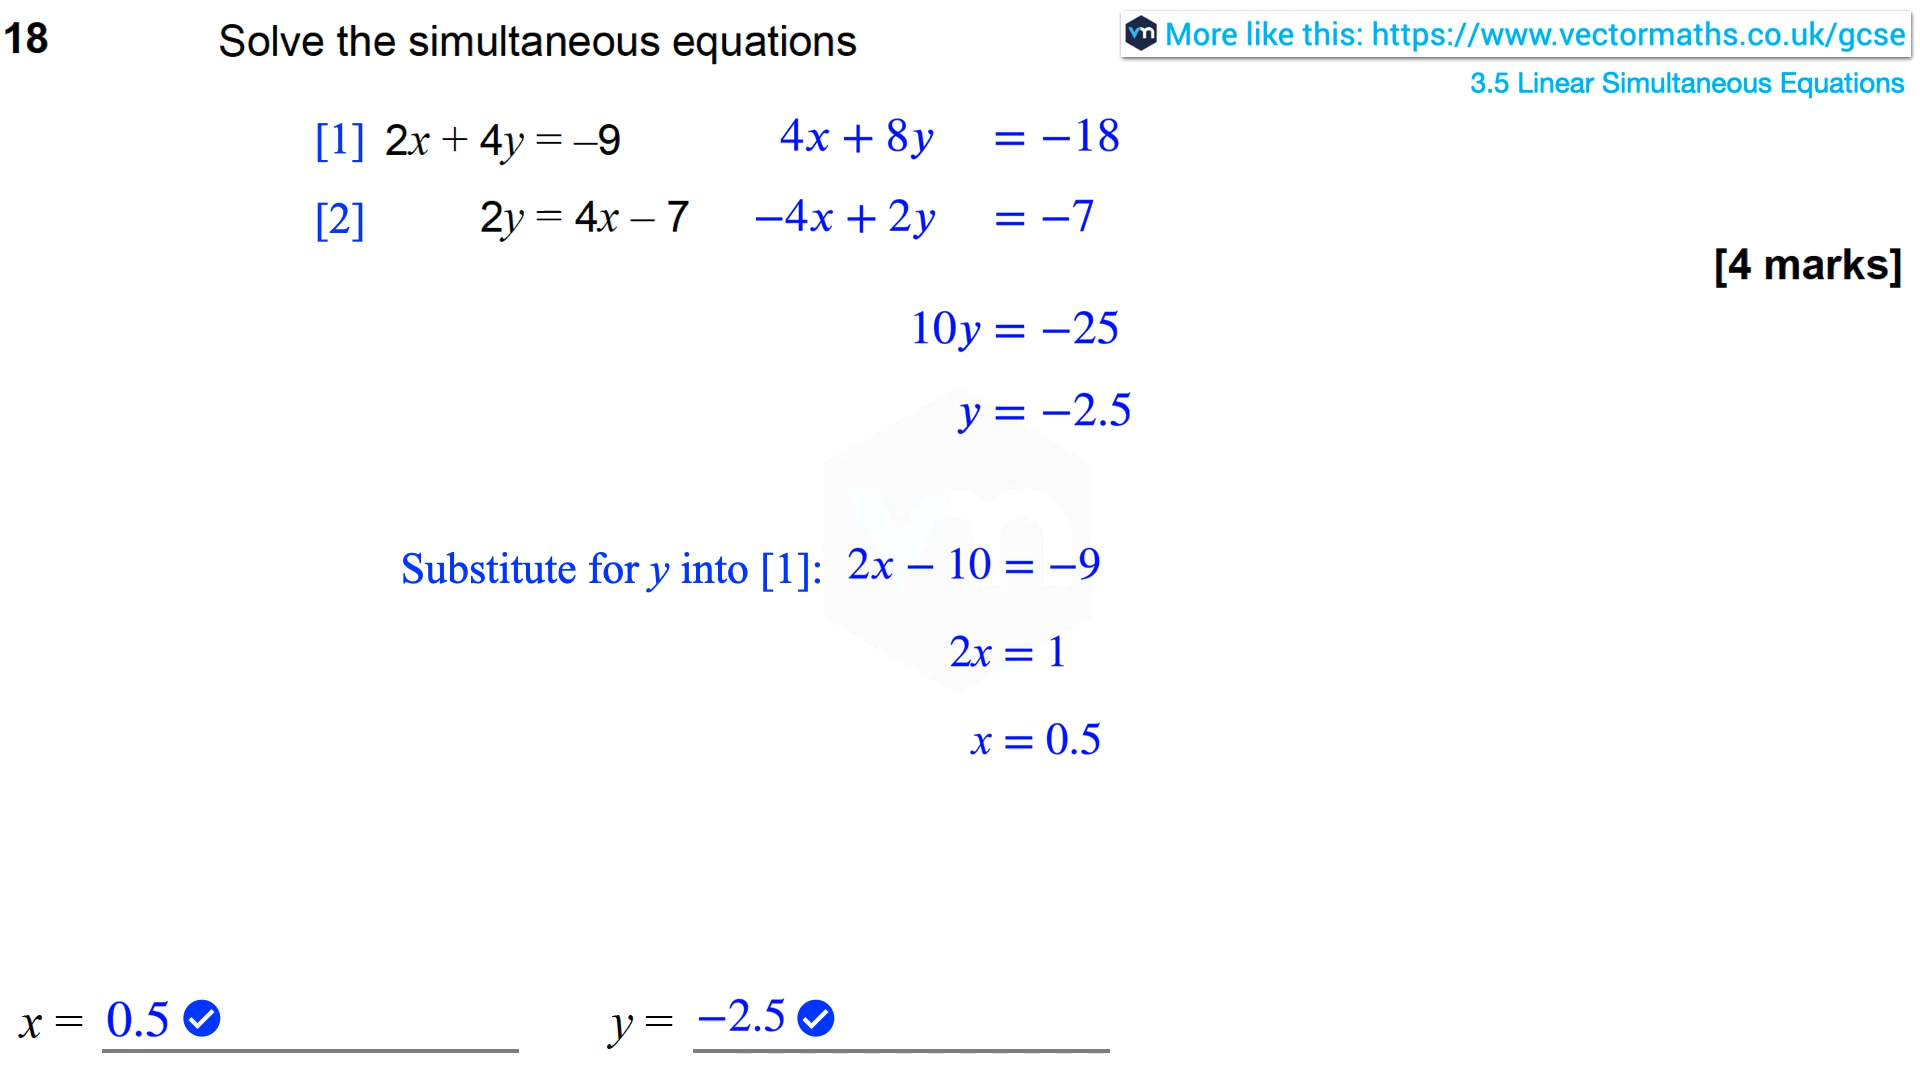 18 Solve the simultaneous equations
vm More like this: https://www.vectormaths.co.uk/gcse
3.5 Linear Simultaneous Equations
[1] 2x + 4y = –9 4x + 8y = −18
[2] 2y = 4x – 7 −4x + 2y = −7
[4 marks]
10y = −25
y = −2.5
vm
Substitute for y into [1]: 2x − 10 = −9
2x = 1
x = 0.5
x = 0.5 y = −2.5